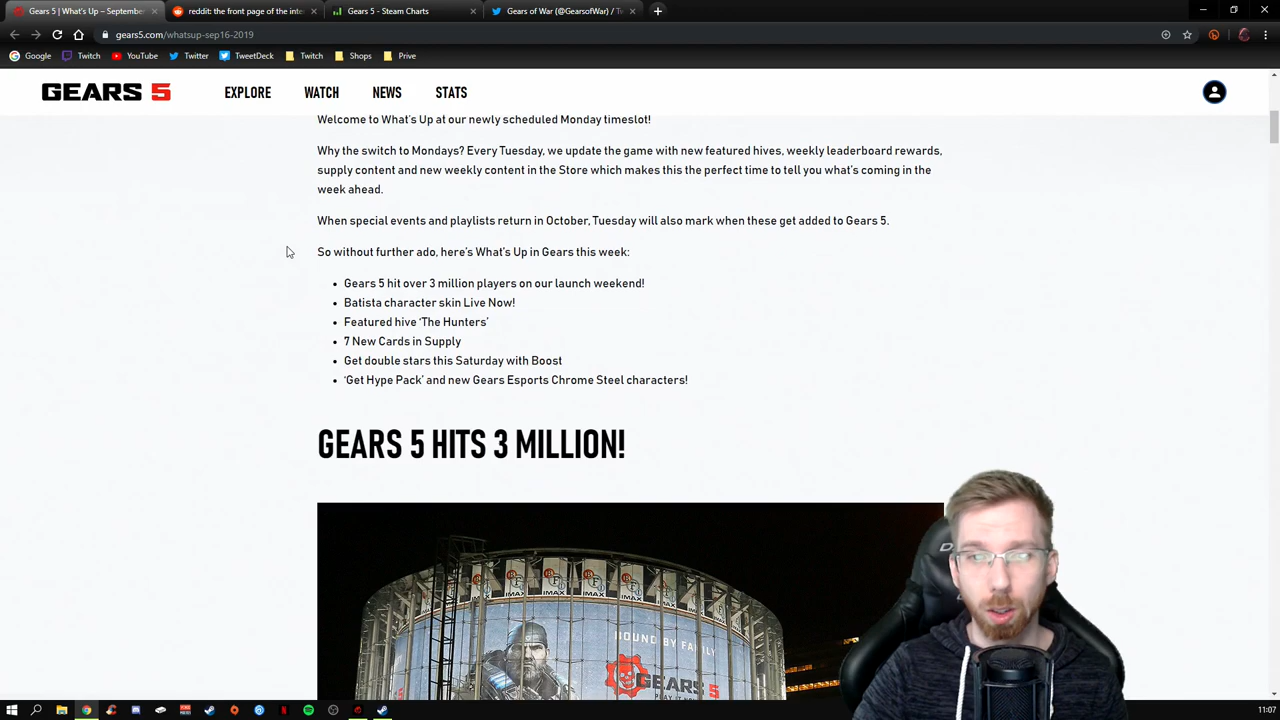 Gears 5 | What's Up – September
reddit: the front page of the inte
Gears 5 - Steam Charts
Gears of War (@GearsofWar) / Tw
gears5.com/whatsup-sep16-2019
Google
Twitch
YouTube
Twitter
TweetDeck
Twitch
Shops
Prive
GEARS 5
EXPLORE
WATCH
NEWS
STATS
Welcome to What's Up at our newly scheduled Monday timeslot!
Why the switch to Mondays? Every Tuesday, we update the game with new featured hives, weekly leaderboard rewards,
supply content and new weekly content in the Store which makes this the perfect time to tell you what's coming in the
week ahead.
When special events and playlists return in October, Tuesday will also mark when these get added to Gears 5.
So without further ado, here's What's Up in Gears this week:
• Gears 5 hit over 3 million players on our launch weekend!
• Batista character skin Live Now!
• Featured hive ‘The Hunters’
• 7 New Cards in Supply
• Get double stars this Saturday with Boost
• ‘Get Hype Pack’ and new Gears Esports Chrome Steel characters!
GEARS 5 HITS 3 MILLION!
BFI IMAX
BOUND BY FAMILY
GEARS 5
11:07